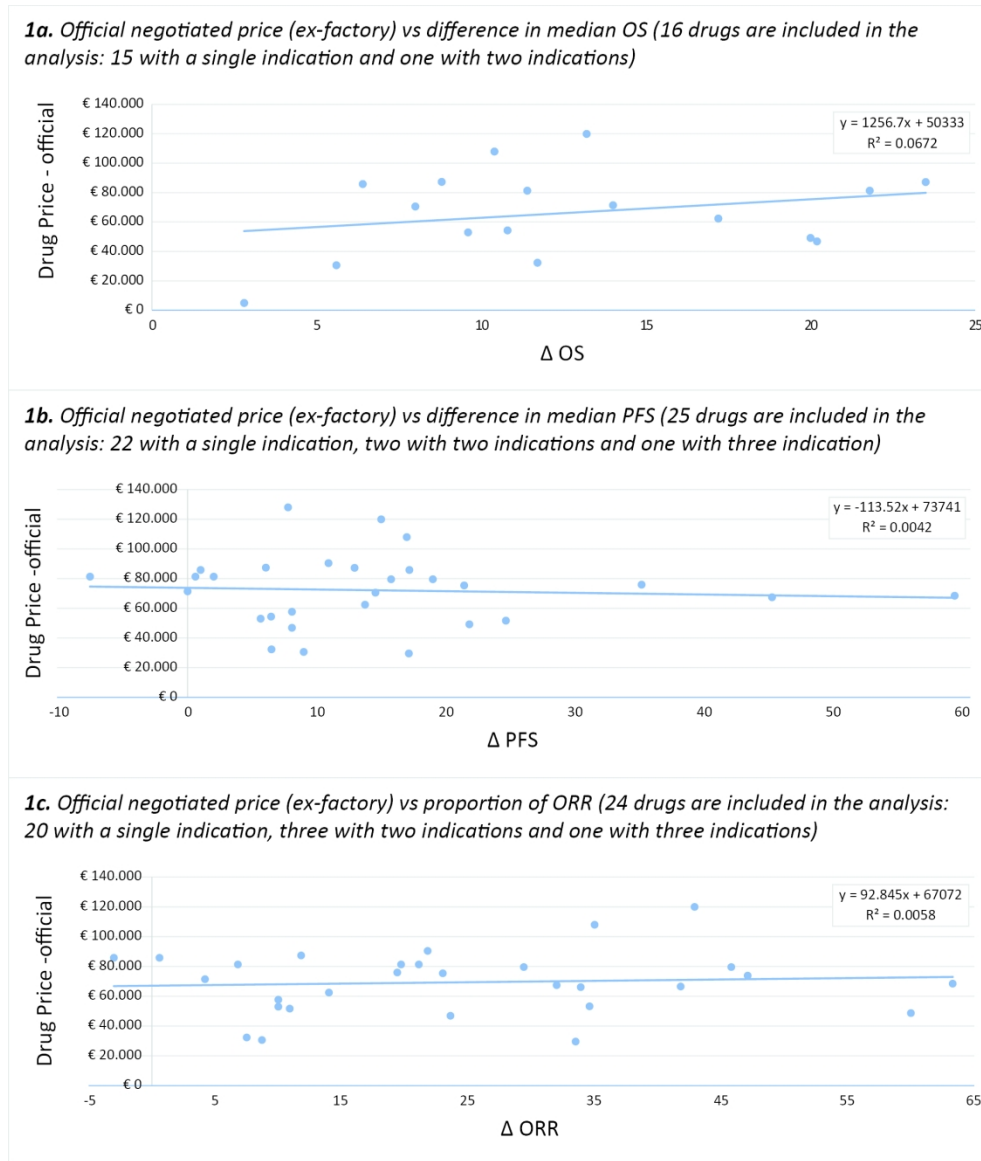 1a. Official negotiated price (ex-factory) vs difference in median OS (16 drugs are included in the
analysis: 15 with a single indication and one with two indications)
Drug Price - official
€ 140.000
€ 120.000
€ 100.000
€ 80.000
€ 60.000
€ 40.000
€ 20.000
€ 0
y = 1256.7x + 50333
R² = 0.0672
0 5 10 15 20 25
Δ OS
1b. Official negotiated price (ex-factory) vs difference in median PFS (25 drugs are included in the
analysis: 22 with a single indication, two with two indications and one with three indication)
Drug Price -official
€ 140.000
€ 120.000
€ 100.000
€ 80.000
€ 60.000
€ 40.000
€ 20.000
€ 0
y = -113.52x + 73741
R² = 0.0042
-10 0 10 20 30 40 50 60
Δ PFS
1c. Official negotiated price (ex-factory) vs proportion of ORR (24 drugs are included in the analysis:
20 with a single indication, three with two indications and one with three indications)
Drug Price -official
€ 140.000
€ 120.000
€ 100.000
€ 80.000
€ 60.000
€ 40.000
€ 20.000
€ 0
y = 92.845x + 67072
R² = 0.0058
-5 5 15 25 35 45 55 65
Δ ORR